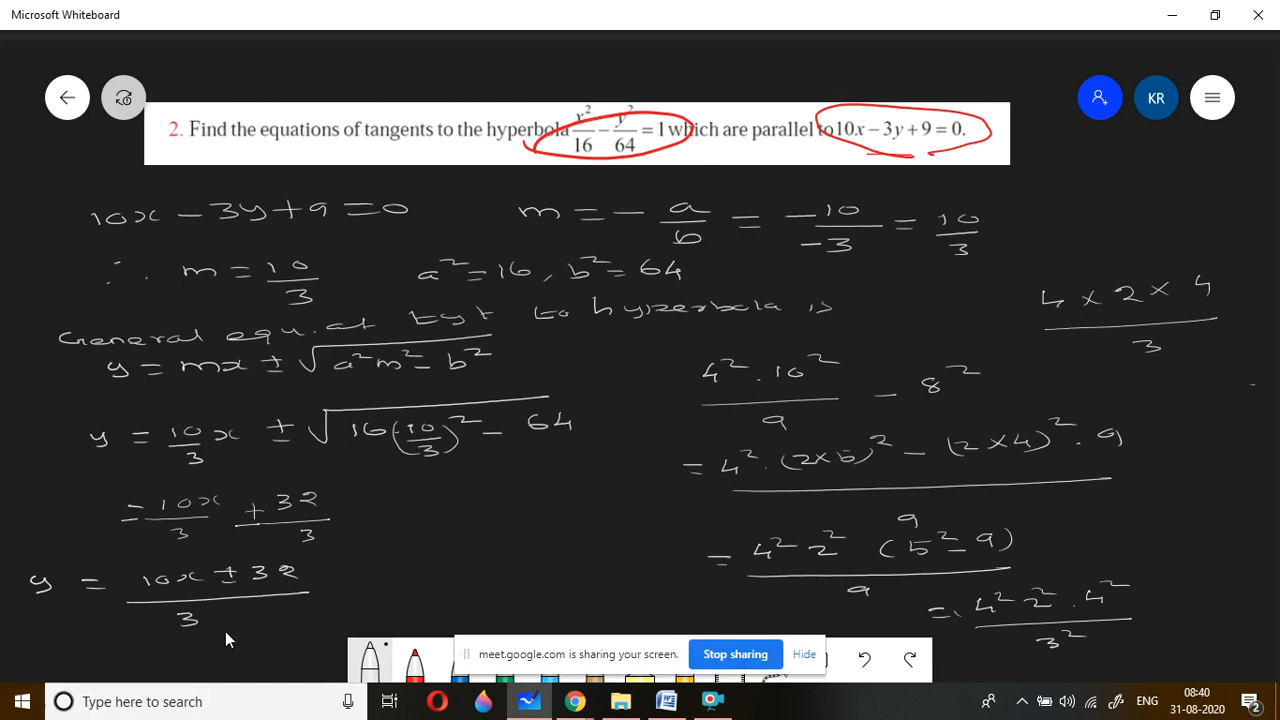 Microsoft Whiteboard
KR
2. Find the equations of tangents to the hyperbola x²/16 − y²/64 = 1 which are parallel to 10x − 3y + 9 = 0.
10x - 3y + 9 = 0    m = - a/b = -10/-3 = 10/3
∴ m = 10/3    a² = 16, b² = 64
4 × 2 × 4 / 3
General equ. of tgt to hyperbola is
y = mx ± √(a²m² - b²)
4² · 10² / 9 - 8²
y = 10/3 x ± √(16(10/3)² - 64)
= 4² · (2×5)² - (2×4)² · 9 / 9
= 10x/3 ± 32/3
= 4² 2² (5² - 9) / 9
y = 10x ± 32 / 3
= 4² 2² · 4² / 3²
meet.google.com is sharing your screen. Stop sharing Hide
Type here to search
ENG
08:40
31-08-2020
2